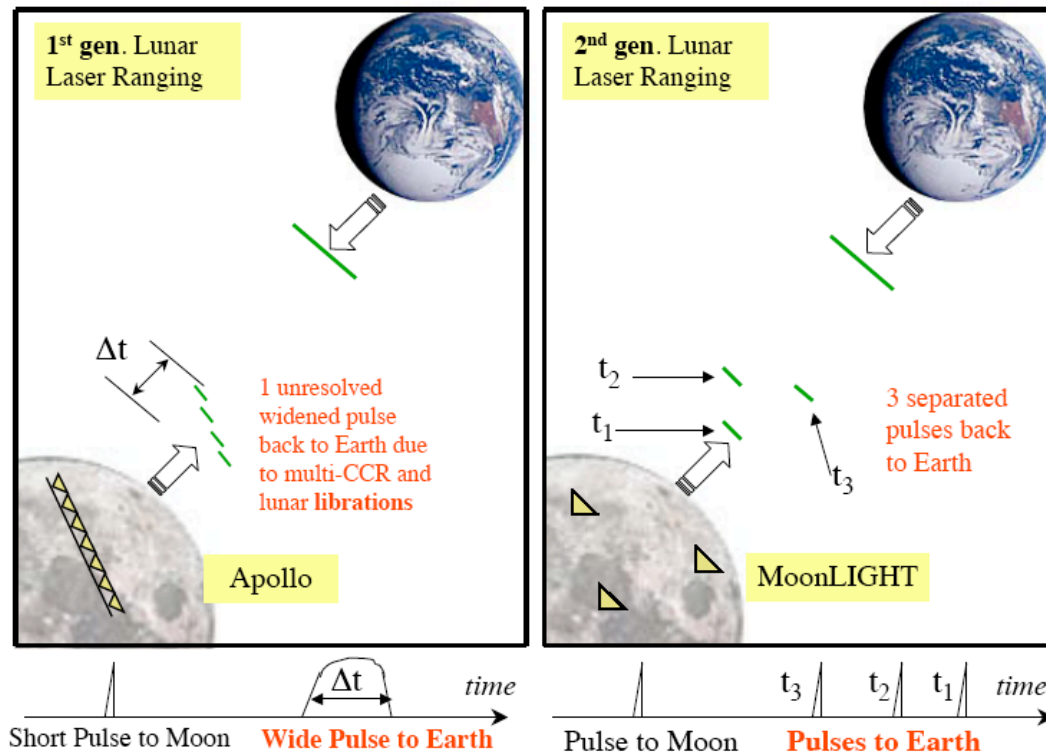 1st gen. Lunar
Laser Ranging
Δt
1 unresolved
widened pulse
back to Earth due
to multi-CCR and
lunar librations
Apollo
Δt
time
Short Pulse to Moon
Wide Pulse to Earth
2nd gen. Lunar
Laser Ranging
t2
t1
t3
3 separated
pulses back
to Earth
MoonLIGHT
t3
t2
t1
time
Pulse to Moon
Pulses to Earth